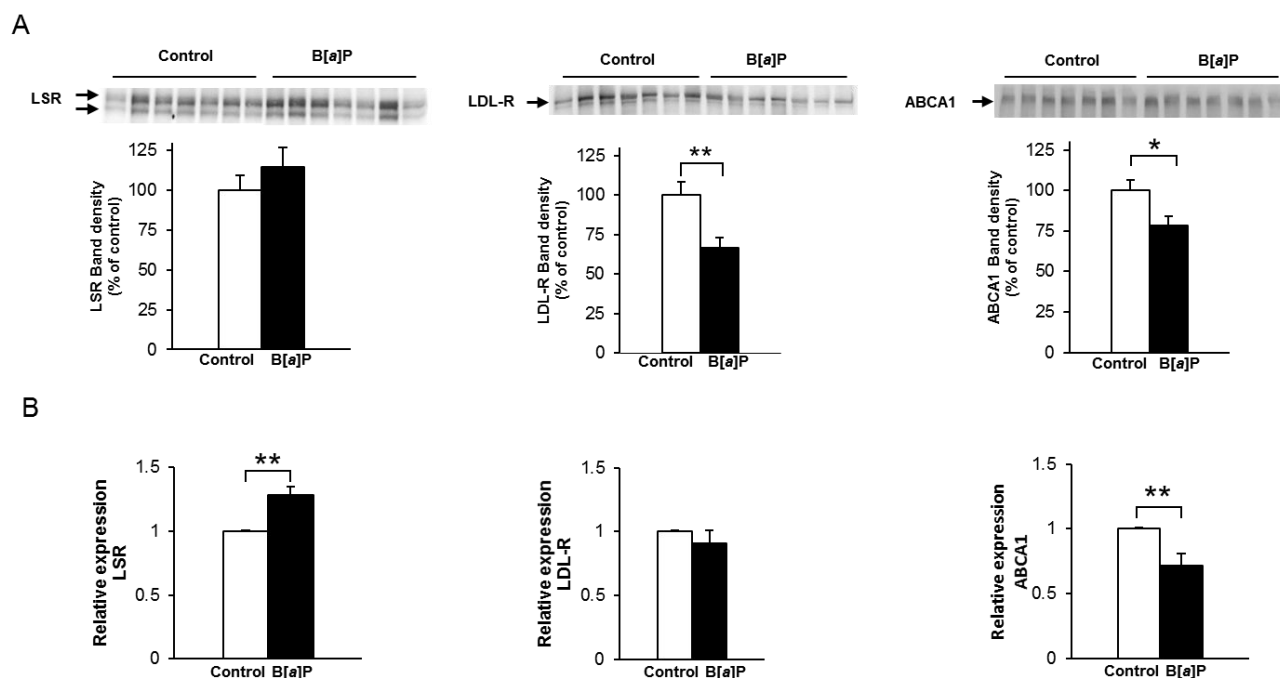 A
Control B[a]P
LSR
LSR Band density
(% of control)
125
100
75
50
25
0
Control B[a]P
Control B[a]P
LDL-R
LDL-R Band density
(% of control)
125
100
75
50
25
0
**
Control B[a]P
Control B[a]P
ABCA1
ABCA1 Band density
(% of control)
125
100
75
50
25
0
*
Control B[a]P
B
Relative expression
LSR
1.5
1
0.5
0
**
Control B[a]P
Relative expression
LDL-R
1.5
1
0.5
0
Control B[a]P
Relative expression
ABCA1
1.5
1
0.5
0
**
Control B[a]P